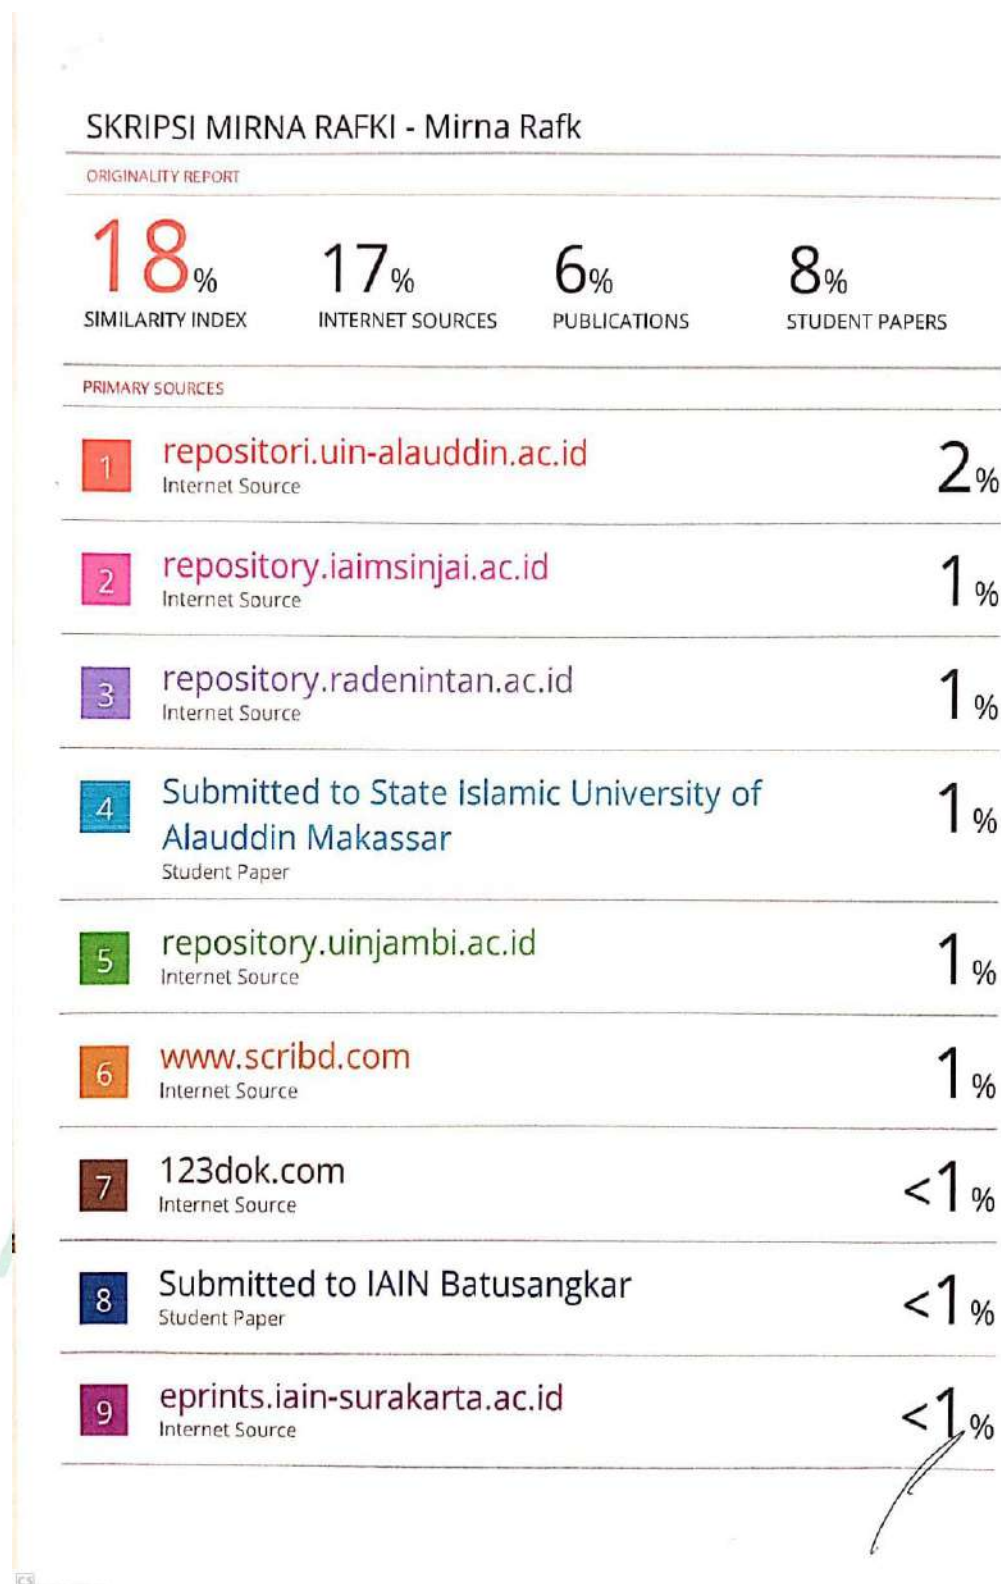 SKRIPSI MIRNA RAFKI - Mirna Rafk
ORIGINALITY REPORT
18%
17%
6%
8%
SIMILARITY INDEX
INTERNET SOURCES
PUBLICATIONS
STUDENT PAPERS
PRIMARY SOURCES
1
repositori.uin-alauddin.ac.id
Internet Source
2%
2
repository.iaimsinjai.ac.id
Internet Source
1%
3
repository.radenintan.ac.id
Internet Source
1%
4
Submitted to State Islamic University of
Alauddin Makassar
Student Paper
1%
5
repository.uinjambi.ac.id
Internet Source
1%
6
www.scribd.com
Internet Source
1%
7
123dok.com
Internet Source
<1%
8
Submitted to IAIN Batusangkar
Student Paper
<1%
9
eprints.iain-surakarta.ac.id
Internet Source
<1%
CS